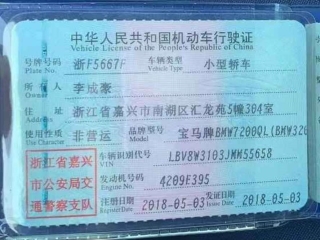 中华人民共和国机动车行驶证
Vehicle License of the People's Republic of China
号牌号码 Plate No. 浙F5667F 车辆类型 Vehicle Type 小型轿车
所有人 Owner 李成豪
住址 浙江省嘉兴市南湖区汇龙苑5幢304室
使用性质 非营运 品牌型号 宝马牌BMW7200QL(BMW320
浙江省嘉兴
市公安局交
通警察支队
车辆识别代号 VIN LBV8W3103JMM55658
发动机号码 Engine No. 4209F395
注册日期 2018-05-03 发证日期 2018-05-03